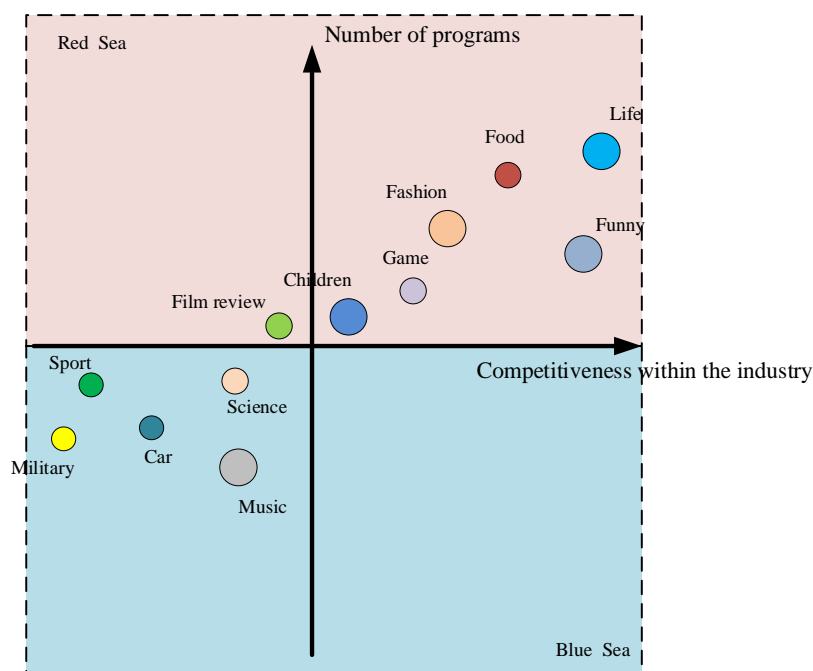 Number of programs
Red Sea
Life
Food
Fashion
Funny
Game
Children
Film review
Competitiveness within the industry
Sport
Science
Car
Military
Music
Blue Sea